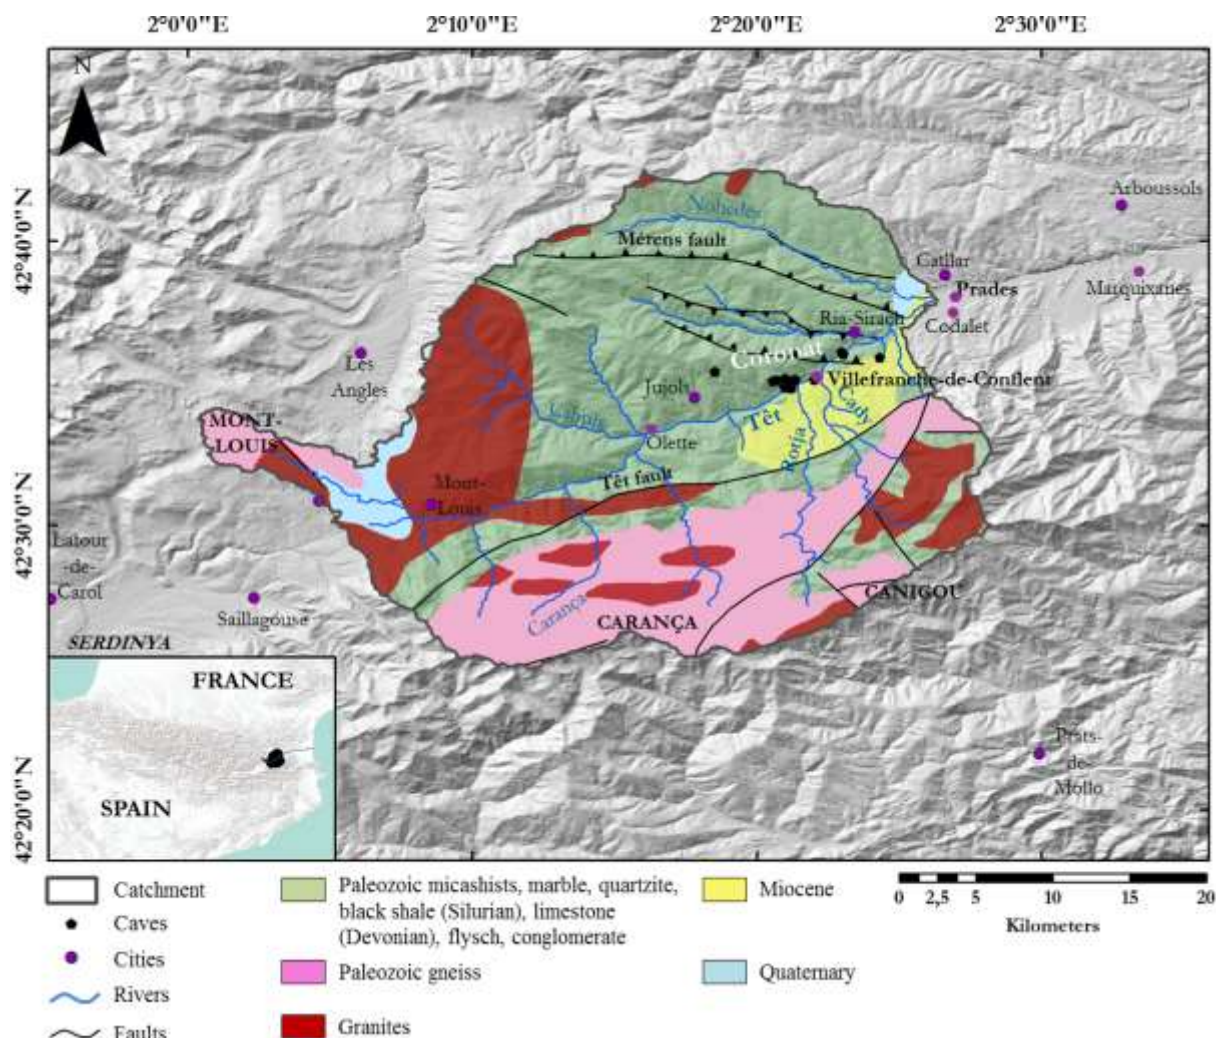 2°0'0"E
2°10'0"E
2°20'0"E
2°30'0"E
N
42°40'0"N
42°30'0"N
42°20'0"N
Arboussols
Nohèdes
Mérens fault
Catllar
Prades
Marquixanes
Codalet
Ria-Sirach
Coronat
Les
Angles
Villefranche-de-Conflent
Jujols
Cady
Cabrils
Têt
MONT-
LOUIS
Olette
Rotja
Têt fault
Mont-
Louis
Latour
-de-
Carol
CANIGOU
Saillagouse
Carança
CARANÇA
SERDINYA
FRANCE
SPAIN
Prats-
de-
Mollo
Catchment
Caves
Cities
Rivers
Faults
Paleozoic micashists, marble, quartzite,
black shale (Silurian), limestone
(Devonian), flysch, conglomerate
Paleozoic gneiss
Granites
Miocene
Quaternary
0 2,5 5 10 15 20
Kilometers